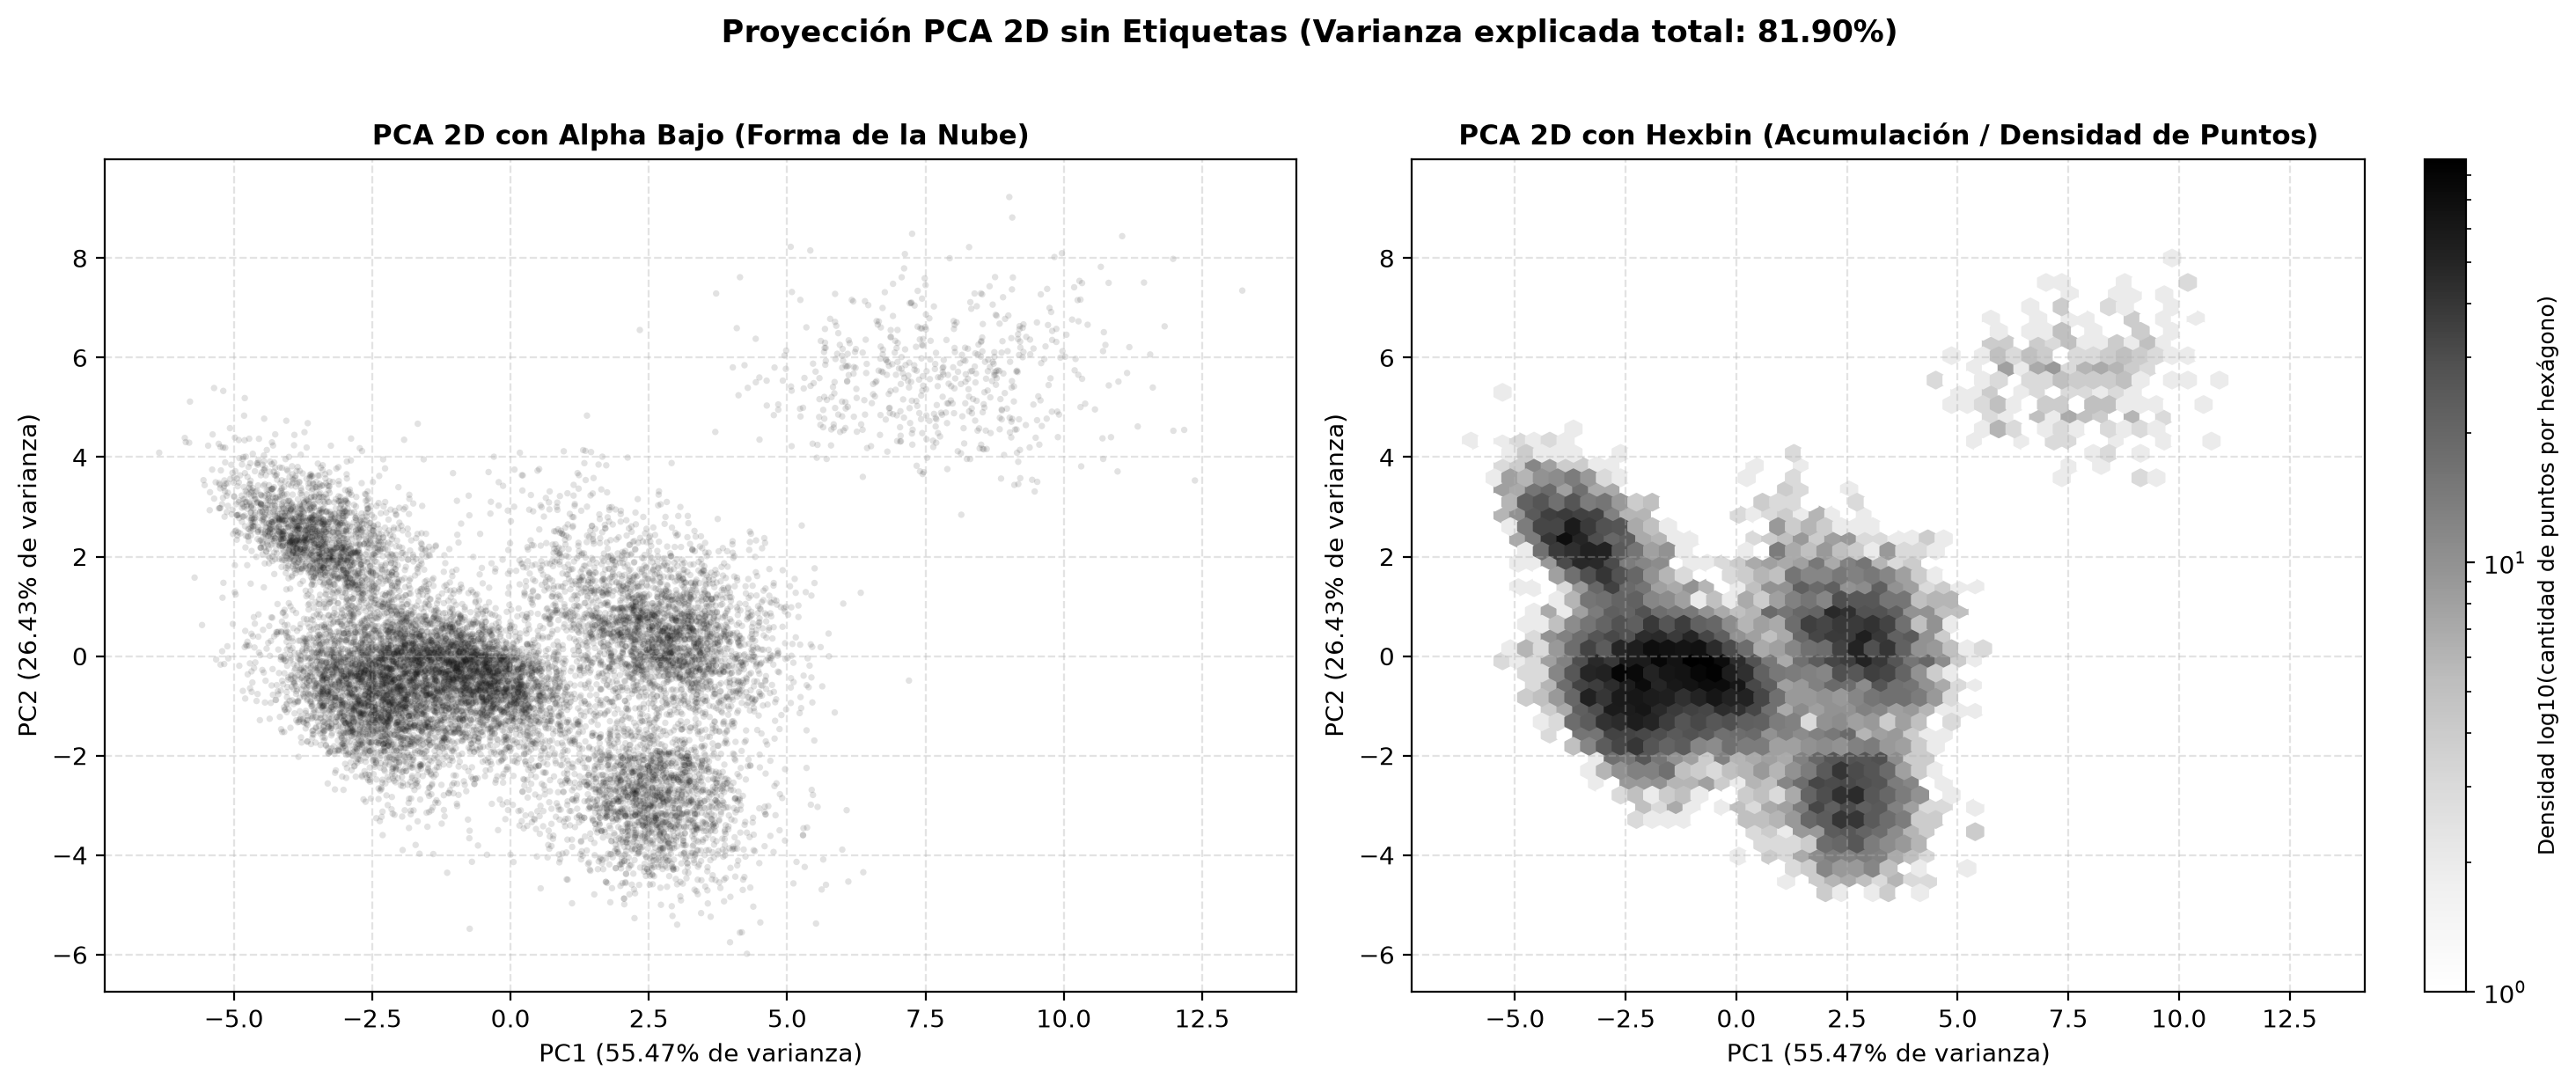 Proyección PCA 2D sin Etiquetas (Varianza explicada total: 81.90%)
PCA 2D con Alpha Bajo (Forma de la Nube)
8
6
4
2
0
−2
−4
−6
PC2 (26.43% de varianza)
−5.0 −2.5 0.0 2.5 5.0 7.5 10.0 12.5
PC1 (55.47% de varianza)
PCA 2D con Hexbin (Acumulación / Densidad de Puntos)
8
6
4
2
0
−2
−4
−6
PC2 (26.43% de varianza)
−5.0 −2.5 0.0 2.5 5.0 7.5 10.0 12.5
PC1 (55.47% de varianza)
10¹
10⁰
Densidad log10(cantidad de puntos por hexágono)